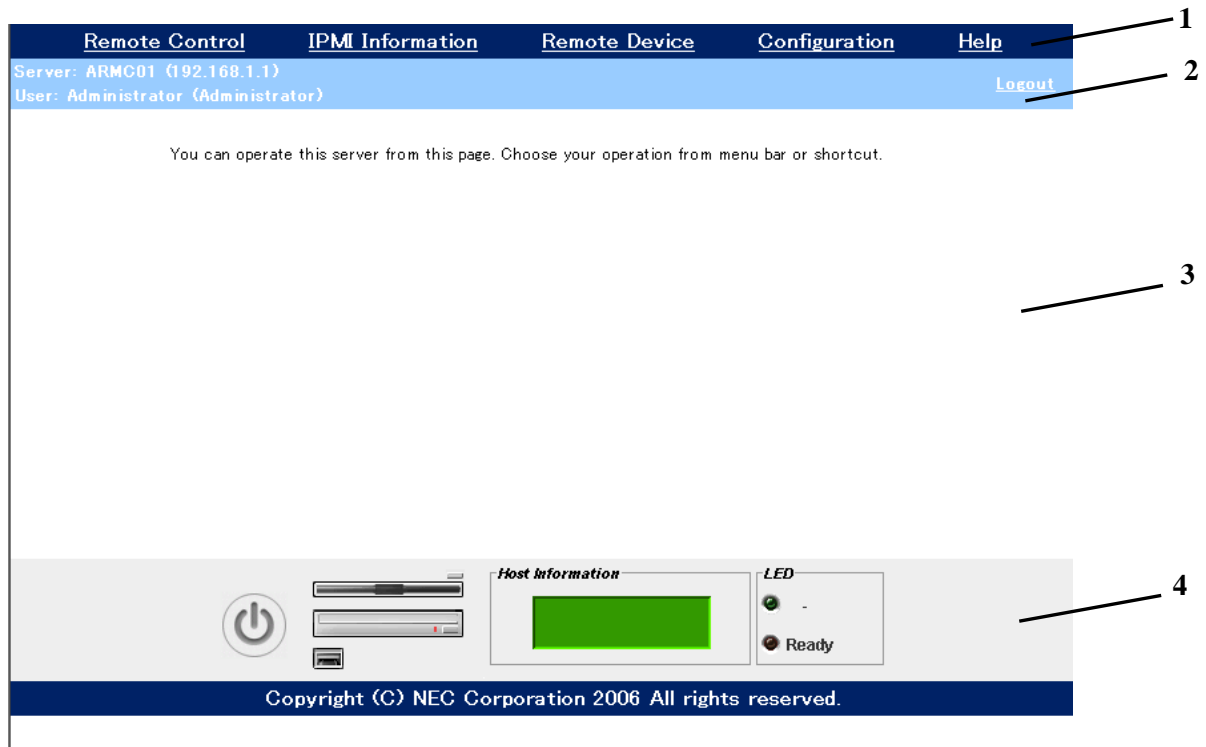 1
Remote Control IPMI Information Remote Device Configuration Help
2
Server: ARMC01 (192.168.1.1)
User: Administrator (Administrator)
Logout
You can operate this server from this page. Choose your operation from menu bar or shortcut.
3
Host Information
LED
-
Ready
4
Copyright (C) NEC Corporation 2006 All rights reserved.